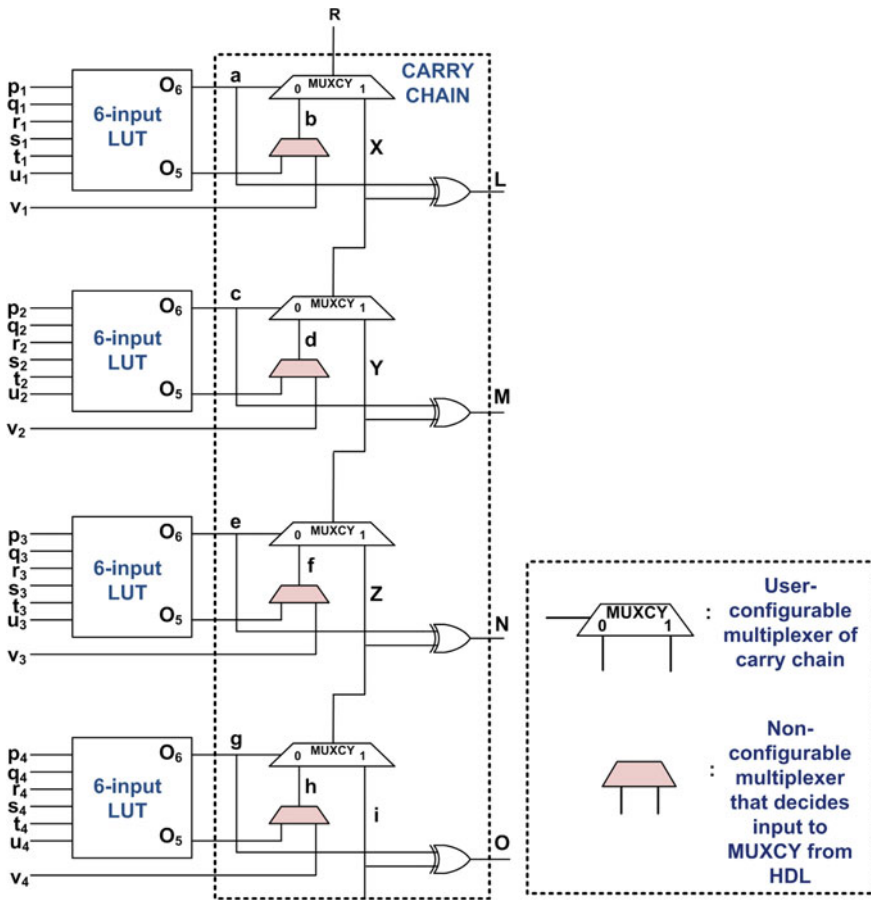 R
CARRY
CHAIN
p₁
q₁
r₁
s₁
t₁
u₁
v₁
6-input
LUT
O₆
O₅
a
0 MUXCY 1
b
X
L
p₂
q₂
r₂
s₂
t₂
u₂
v₂
6-input
LUT
O₆
O₅
c
0 MUXCY 1
d
Y
M
p₃
q₃
r₃
s₃
t₃
u₃
v₃
6-input
LUT
O₆
O₅
e
0 MUXCY 1
f
Z
N
p₄
q₄
r₄
s₄
t₄
u₄
v₄
6-input
LUT
O₆
O₅
g
0 MUXCY 1
h
i
O
MUXCY
0 1
:
User-
configurable
multiplexer of
carry chain
:
Non-
configurable
multiplexer
that decides
input to
MUXCY from
HDL